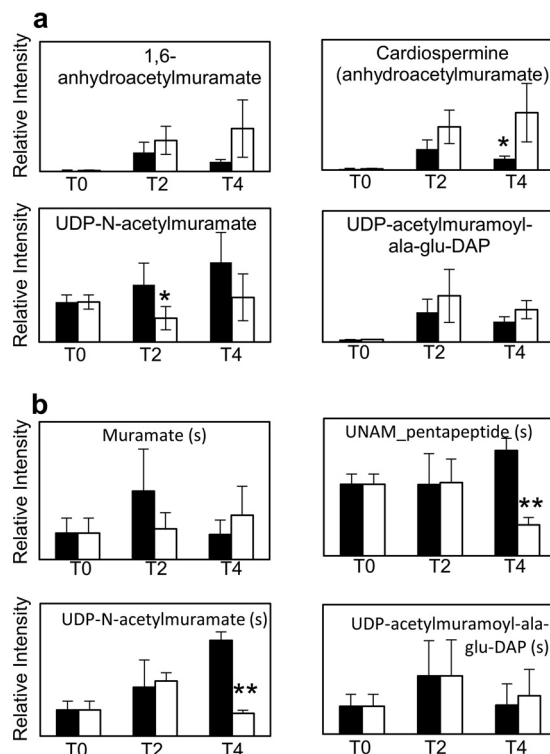 a
1,6-
anhydroacetylmuramate
Relative Intensity
T0 T2 T4
Cardiospermine
(anhydroacetylmuramate)
*
T0 T2 T4
UDP-N-acetylmuramate
Relative Intensity
*
T0 T2 T4
UDP-acetylmuramoyl-
ala-glu-DAP
T0 T2 T4
b
Muramate (s)
Relative Intensity
T0 T2 T4
UNAM_pentapeptide (s)
**
T0 T2 T4
UDP-N-acetylmuramate (s)
Relative Intensity
**
T0 T2 T4
UDP-acetylmuramoyl-ala-
glu-DAP (s)
T0 T2 T4